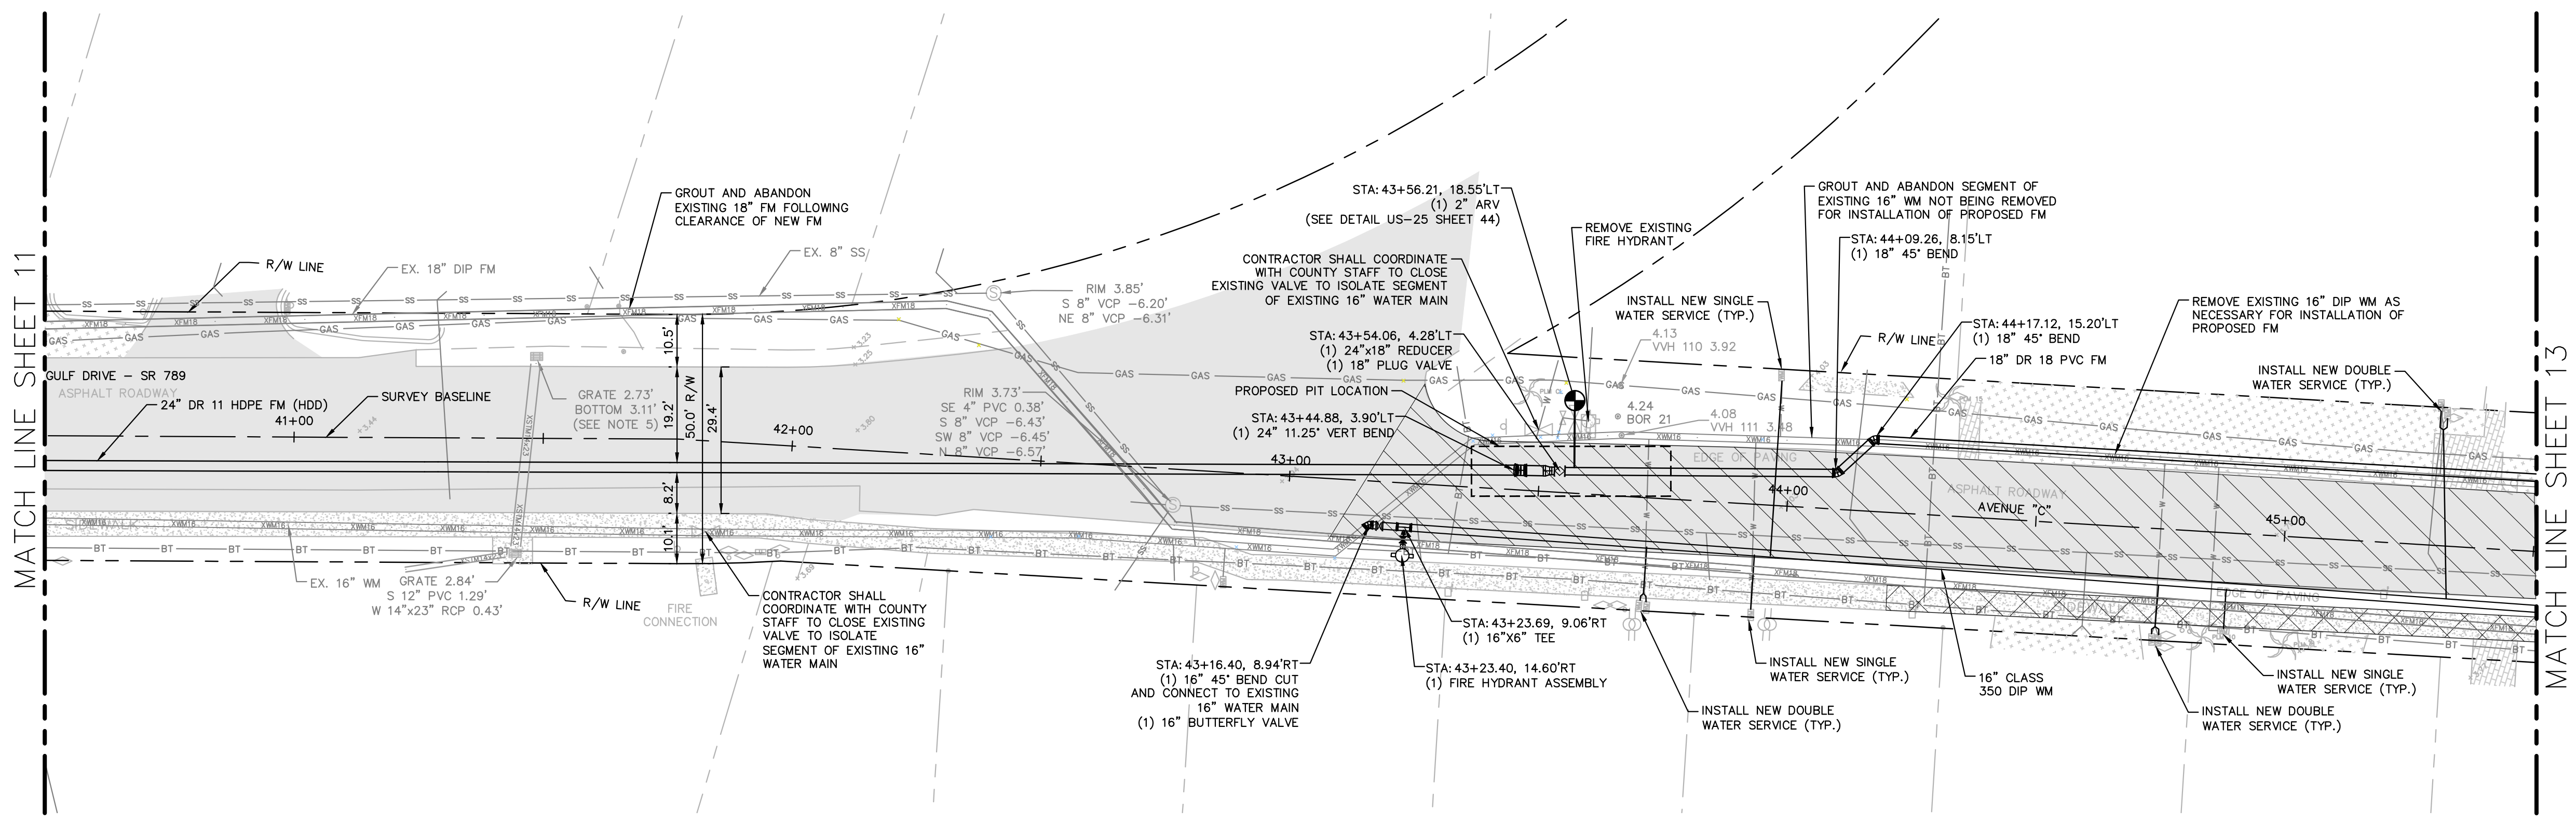 MATCH LINE SHEET 11
GROUT AND ABANDON
EXISTING 18" FM FOLLOWING
CLEARANCE OF NEW FM
R/W LINE
EX. 18" DIP FM
EX. 8" SS
RIM 3.85'
S 8" VCP -6.20'
NE 8" VCP -6.31'
GULF DRIVE - SR 789
ASPHALT ROADWAY
24" DR 11 HDPE FM (HDD)
41+00
SURVEY BASELINE
GRATE 2.73'
BOTTOM 3.11'
(SEE NOTE 5)
10.5'
19.2'
50.0' R/W
29.4'
8.2'
10.1'
42+00
RIM 3.73'
SE 4" PVC 0.38'
S 8" VCP -6.43'
SW 8" VCP -6.45'
N 8" VCP -6.57'
+3.44
+3.23
+3.25
+3.80
+3.69
EX. 16" WM
GRATE 2.84'
S 12" PVC 1.29'
W 14"x23" RCP 0.43'
R/W LINE
FIRE
CONNECTION
CONTRACTOR SHALL
COORDINATE WITH COUNTY
STAFF TO CLOSE EXISTING
VALVE TO ISOLATE
SEGMENT OF EXISTING 16"
WATER MAIN
STA: 43+56.21, 18.55'LT
(1) 2" ARV
(SEE DETAIL US-25 SHEET 44)
REMOVE EXISTING
FIRE HYDRANT
CONTRACTOR SHALL COORDINATE
WITH COUNTY STAFF TO CLOSE
EXISTING VALVE TO ISOLATE SEGMENT
OF EXISTING 16" WATER MAIN
STA: 43+54.06, 4.28'LT
(1) 24"x18" REDUCER
(1) 18" PLUG VALVE
PROPOSED PIT LOCATION
STA: 43+44.88, 3.90'LT
(1) 24" 11.25° VERT BEND
43+00
GROUT AND ABANDON SEGMENT OF
EXISTING 16" WM NOT BEING REMOVED
FOR INSTALLATION OF PROPOSED FM
STA: 44+09.26, 8.15'LT
(1) 18" 45° BEND
INSTALL NEW SINGLE
WATER SERVICE (TYP.)
4.13
VVH 110 3.92
4.24
BOR 21
4.08
VVH 111 3.48
EDGE OF PAVING
R/W LINE
STA: 44+17.12, 15.20'LT
(1) 18" 45° BEND
18" DR 18 PVC FM
REMOVE EXISTING 16" DIP WM AS
NECESSARY FOR INSTALLATION OF
PROPOSED FM
INSTALL NEW DOUBLE
WATER SERVICE (TYP.)
44+00
ASPHALT ROADWAY
AVENUE "C"
45+00
EDGE OF PAVING
SIDEWALK
STA: 43+23.69, 9.06'RT
(1) 16"X6" TEE
STA: 43+16.40, 8.94'RT
(1) 16" 45° BEND CUT
AND CONNECT TO EXISTING
16" WATER MAIN
(1) 16" BUTTERFLY VALVE
STA: 43+23.40, 14.60'RT
(1) FIRE HYDRANT ASSEMBLY
INSTALL NEW SINGLE
WATER SERVICE (TYP.)
INSTALL NEW DOUBLE
WATER SERVICE (TYP.)
16" CLASS
350 DIP WM
INSTALL NEW SINGLE
WATER SERVICE (TYP.)
INSTALL NEW DOUBLE
WATER SERVICE (TYP.)
MATCH LINE SHEET 13